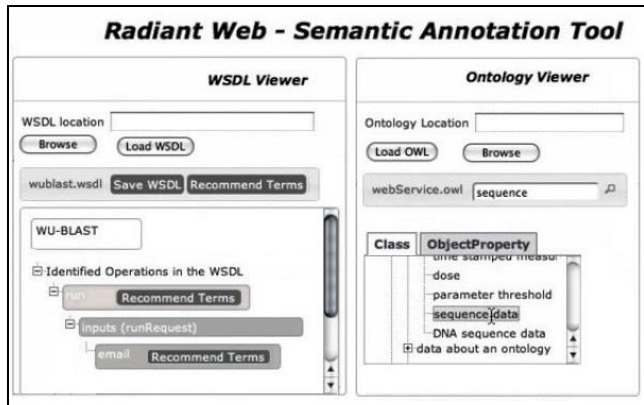 Radiant Web - Semantic Annotation Tool
WSDL Viewer
WSDL location
Browse
Load WSDL
wublast.wsdl
Save WSDL
Recommend Terms
WU-BLAST
Identified Operations in the WSDL
run
Recommend Terms
inputs (runRequest)
email
Recommend Terms
Ontology Viewer
Ontology Location
Load OWL
Browse
webService.owl
sequence
Class
ObjectProperty
time stamped measur
dose
parameter threshold
sequence data
DNA sequence data
data about an ontology